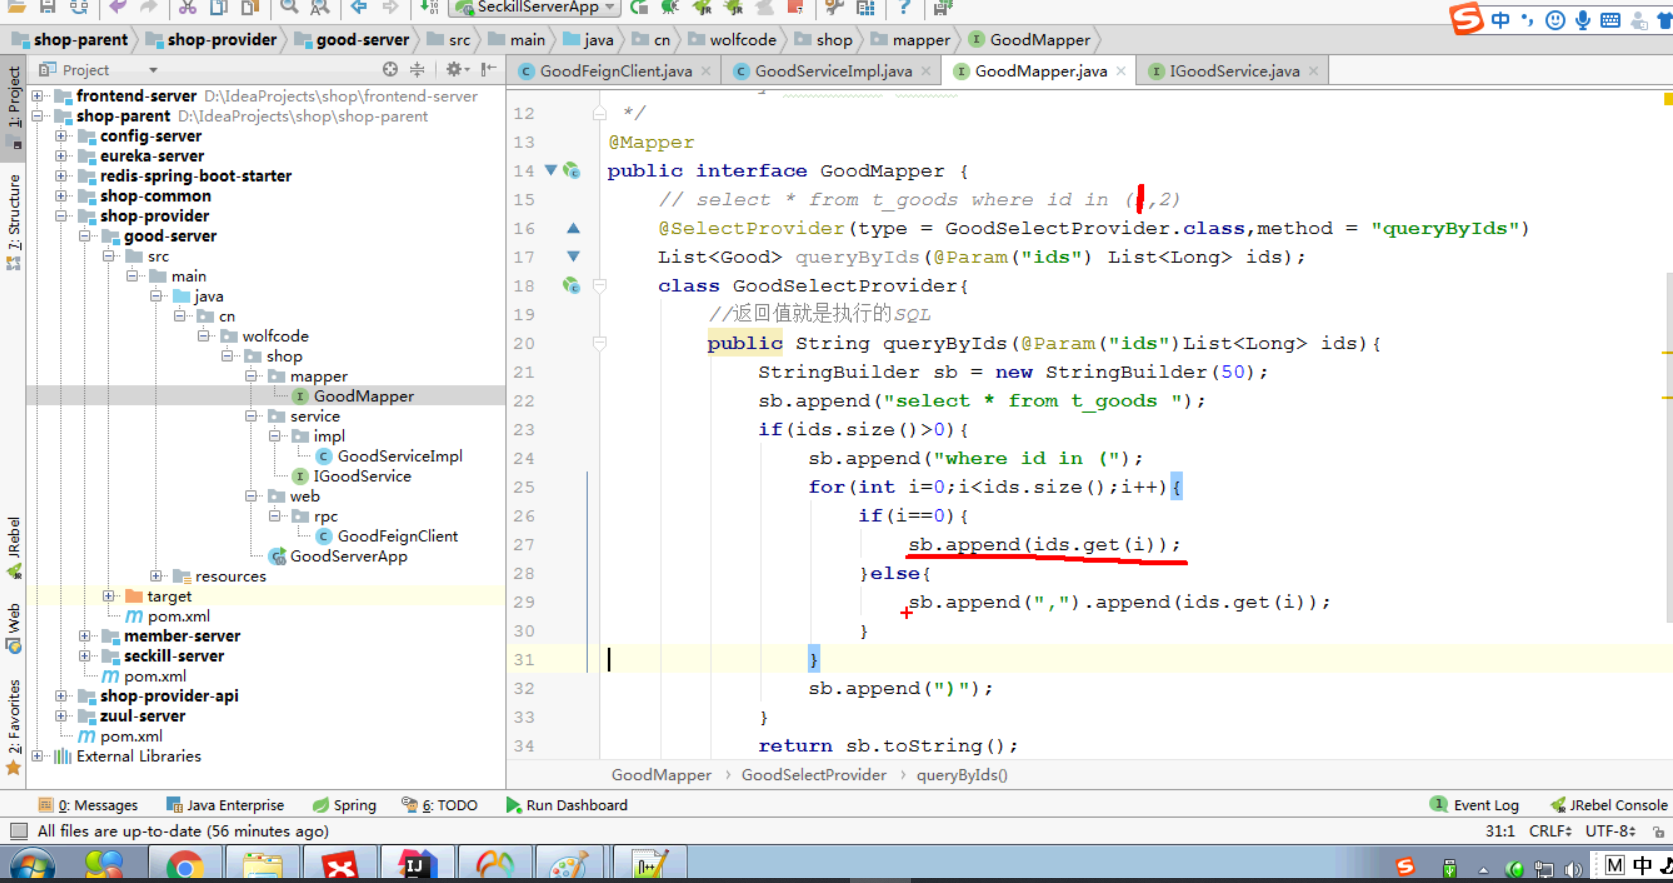 SeckillServerApp
中
shop-parent shop-provider good-server src main java cn wolfcode shop mapper GoodMapper
Project
GoodFeignClient.java GoodServiceImpl.java GoodMapper.java IGoodService.java
1: Project
7: Structure
JRebel
Web
2: Favorites
frontend-server D:\IdeaProjects\shop\frontend-server
shop-parent D:\IdeaProjects\shop\shop-parent
config-server
eureka-server
redis-spring-boot-starter
shop-common
shop-provider
good-server
src
main
java
cn
wolfcode
shop
mapper
GoodMapper
service
impl
GoodServiceImpl
IGoodService
web
rpc
GoodFeignClient
GoodServerApp
resources
target
pom.xml
member-server
seckill-server
pom.xml
shop-provider-api
zuul-server
pom.xml
External Libraries
12 */
13 @Mapper
14 public interface GoodMapper {
15 // select * from t_goods where id in ( ,2)
16 @SelectProvider(type = GoodSelectProvider.class,method = "queryByIds")
17 List<Good> queryByIds(@Param("ids") List<Long> ids);
18 class GoodSelectProvider{
19 //返回值就是执行的SQL
20 public String queryByIds(@Param("ids")List<Long> ids){
21 StringBuilder sb = new StringBuilder(50);
22 sb.append("select * from t_goods ");
23 if(ids.size()>0){
24 sb.append("where id in (");
25 for(int i=0;i<ids.size();i++){
26 if(i==0){
27 sb.append(ids.get(i));
28 }else{
29 sb.append(",").append(ids.get(i));
30 }
31 }
32 sb.append(")");
33 }
34 return sb.toString();
GoodMapper › GoodSelectProvider › queryByIds()
0: Messages Java Enterprise Spring 6: TODO Run Dashboard 1 Event Log JRebel Console
All files are up-to-date (56 minutes ago) 31:1 CRLF UTF-8
M 中